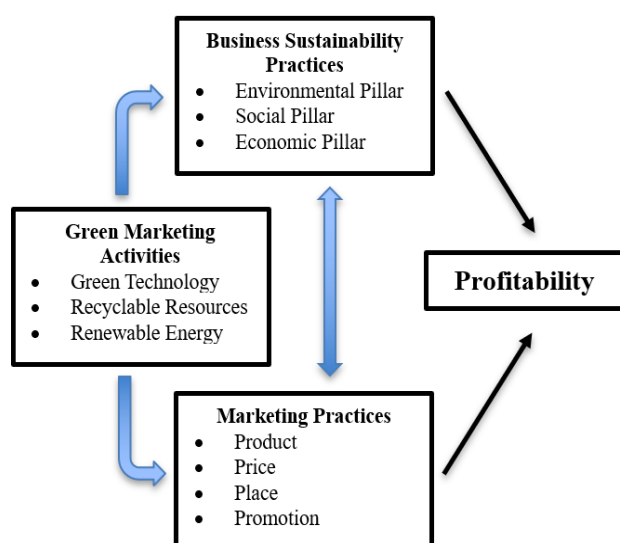 Business Sustainability
Practices
• Environmental Pillar
• Social Pillar
• Economic Pillar
Green Marketing
Activities
• Green Technology
• Recyclable Resources
• Renewable Energy
Profitability
Marketing Practices
• Product
• Price
• Place
• Promotion